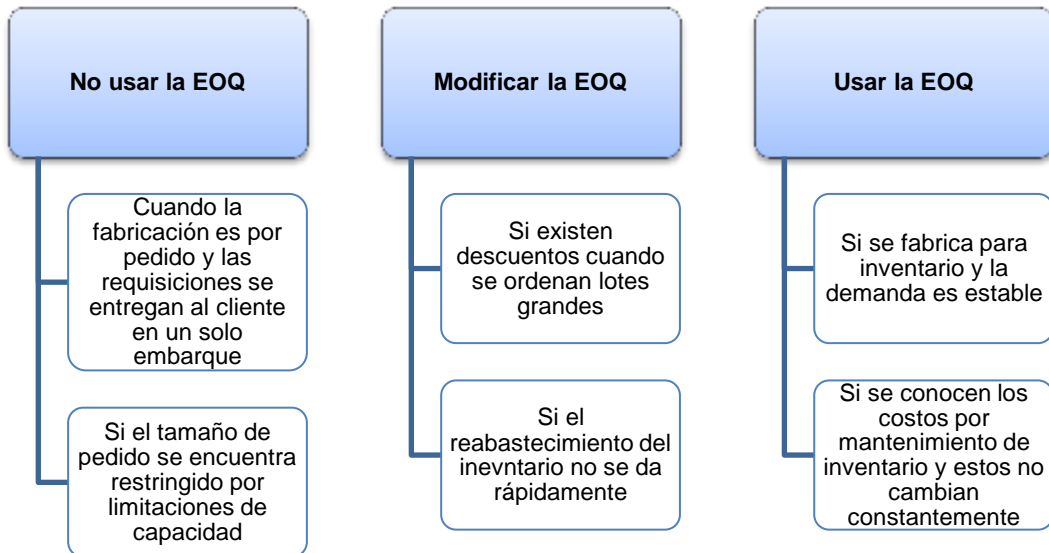 No usar la EOQ
Cuando la
fabricación es por
pedido y las
requisiciones se
entregan al cliente
en un solo
embarque
Si el tamaño de
pedido se encuentra
restringido por
limitaciones de
capacidad
Modificar la EOQ
Si existen
descuentos cuando
se ordenan lotes
grandes
Si el
reabastecimiento del
inevntario no se da
rápidamente
Usar la EOQ
Si se fabrica para
inventario y la
demanda es estable
Si se conocen los
costos por
mantenimiento de
inventario y estos no
cambian
constantemente